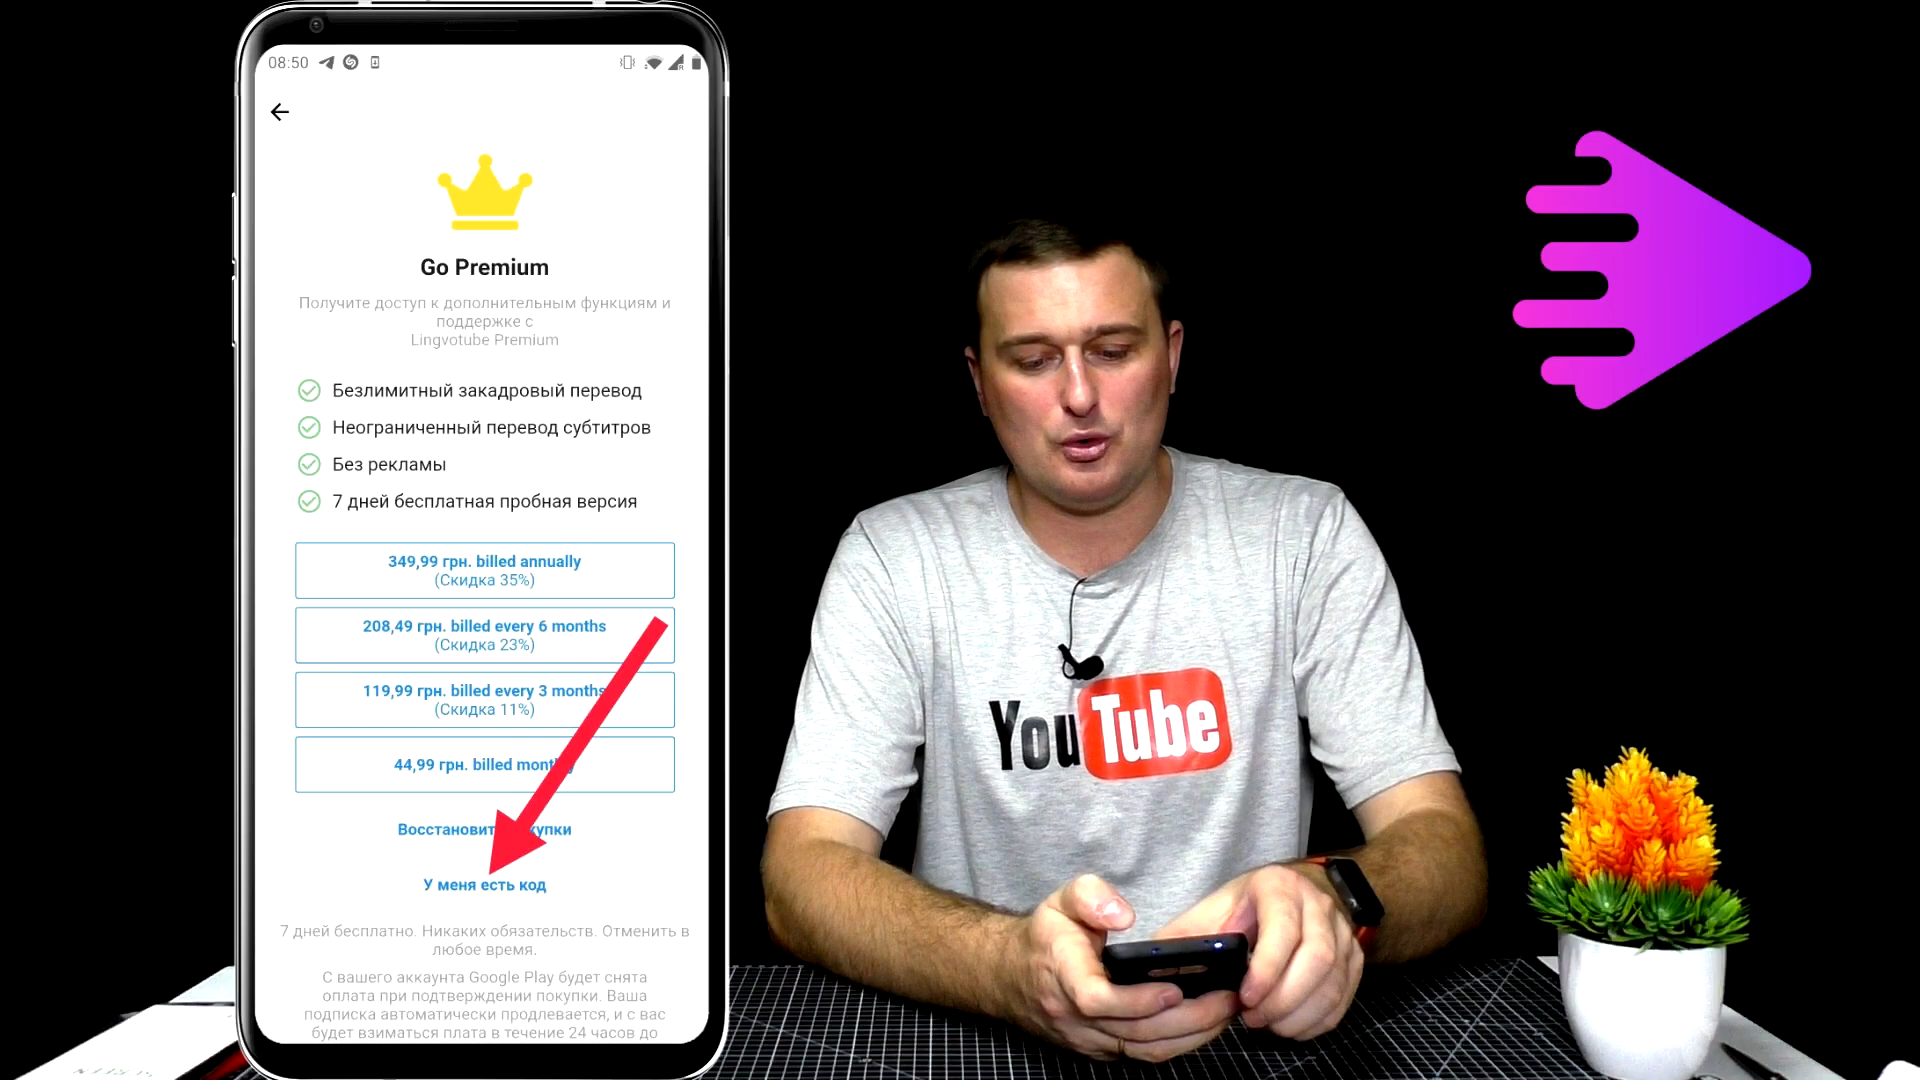 08:50
Go Premium
Получите доступ к дополнительным функциям и
поддержке с
Lingvotube Premium
Безлимитный закадровый перевод
Неограниченный перевод субтитров
Без рекламы
7 дней бесплатная пробная версия
349,99 грн. billed annually
(Скидка 35%)
208,49 грн. billed every 6 months
(Скидка 23%)
119,99 грн. billed every 3 months
(Скидка 11%)
44,99 грн. billed monthly
Восстановить покупки
У меня есть код
7 дней бесплатно. Никаких обязательств. Отменить в
любое время.
С вашего аккаунта Google Play будет снята
оплата при подтверждении покупки. Ваша
подписка автоматически продлевается, и с вас
будет взиматься плата в течение 24 часов до
YouTube